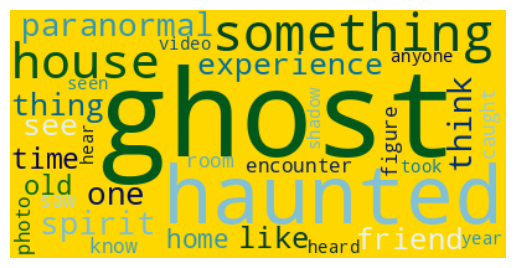 paranormal
something
video
house
experience
anyone
seen
thing
ghost
shadow
figure
think
caught
see
hear
time
room
encounter
took
haunted
old
one
saw
photo
spirit
know
home
like
heard
friend
year